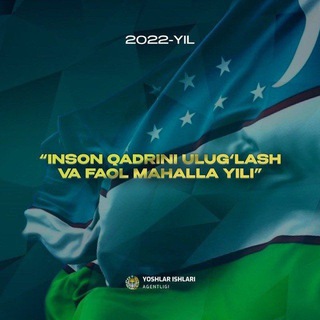 2022-YIL
“INSON QADRINI ULUG‘LASH
VA FAOL MAHALLA YILI”
YOSHLAR ISHLARI
AGENTLIGI